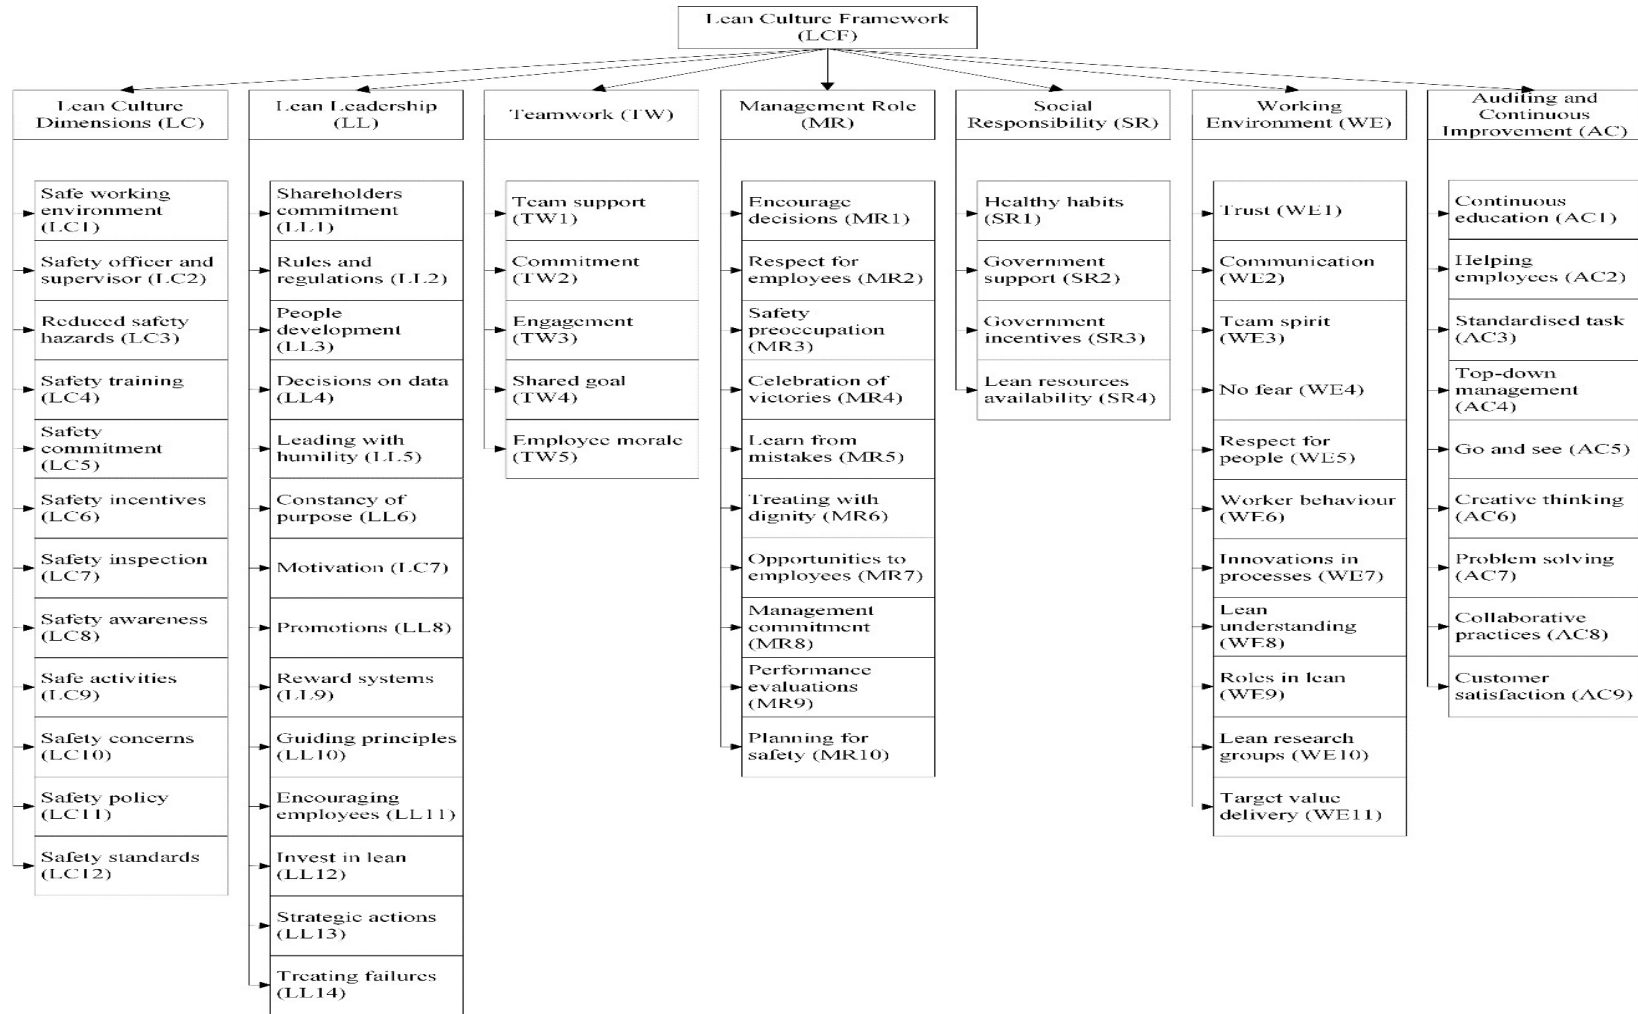 Lean Culture Framework
(LCF)
Lean Culture
Dimensions (LC)
Safe working
environment
(LC1)
Safety officer and
supervisor (LC2)
Reduced safety
hazards (LC3)
Safety training
(LC4)
Safety
commitment
(LC5)
Safety incentives
(LC6)
Safety inspection
(LC7)
Safety awareness
(LC8)
Safe activities
(LC9)
Safety concerns
(LC10)
Safety policy
(LC11)
Safety standards
(LC12)
Lean Leadership
(LL)
Shareholders
commitment
(LL1)
Rules and
regulations (LL2)
People
development
(LL3)
Decisions on data
(LL4)
Leading with
humility (LL5)
Constancy of
purpose (LL6)
Motivation (LC7)
Promotions (LL8)
Reward systems
(LL9)
Guiding principles
(LL10)
Encouraging
employees (LL11)
Invest in lean
(LL12)
Strategic actions
(LL13)
Treating failures
(LL14)
Teamwork (TW)
Team support
(TW1)
Commitment
(TW2)
Engagement
(TW3)
Shared goal
(TW4)
Employee morale
(TW5)
Management Role
(MR)
Encourage
decisions (MR1)
Respect for
employees (MR2)
Safety
preoccupation
(MR3)
Celebration of
victories (MR4)
Learn from
mistakes (MR5)
Treating with
dignity (MR6)
Opportunities to
employees (MR7)
Management
commitment
(MR8)
Performance
evaluations
(MR9)
Planning for
safety (MR10)
Social
Responsibility (SR)
Healthy habits
(SR1)
Government
support (SR2)
Government
incentives (SR3)
Lean resources
availability (SR4)
Working
Environment (WE)
Trust (WE1)
Communication
(WE2)
Team spirit
(WE3)
No fear (WE4)
Respect for
people (WE5)
Worker behaviour
(WE6)
Innovations in
processes (WE7)
Lean
understanding
(WE8)
Roles in lean
(WE9)
Lean research
groups (WE10)
Target value
delivery (WE11)
Auditing and
Continuous
Improvement (AC)
Continuous
education (AC1)
Helping
employees (AC2)
Standardised task
(AC3)
Top-down
management
(AC4)
Go and see (AC5)
Creative thinking
(AC6)
Problem solving
(AC7)
Collaborative
practices (AC8)
Customer
satisfaction (AC9)